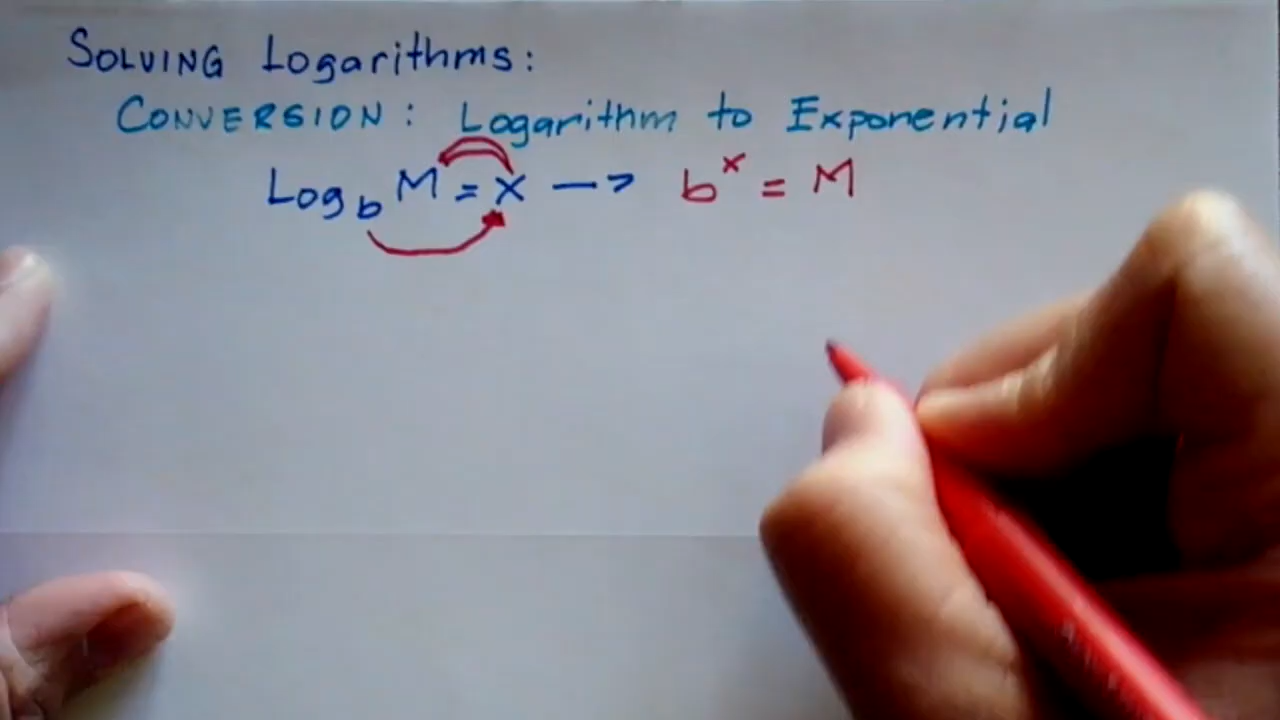 SOLVING Logarithms:
CONVERSION: Logarithm to Exponential
Log_b M = x —> b^x = M